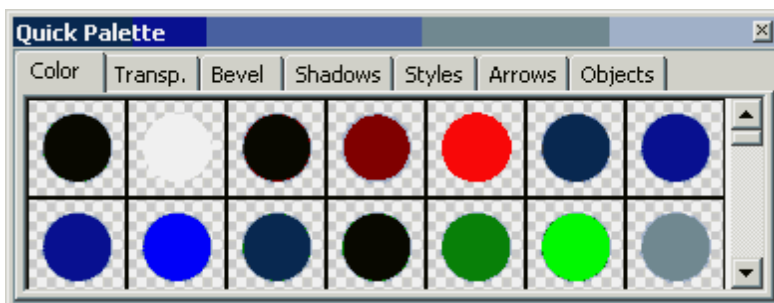 Quick Palette
Color Transp. Bevel Shadows Styles Arrows Objects